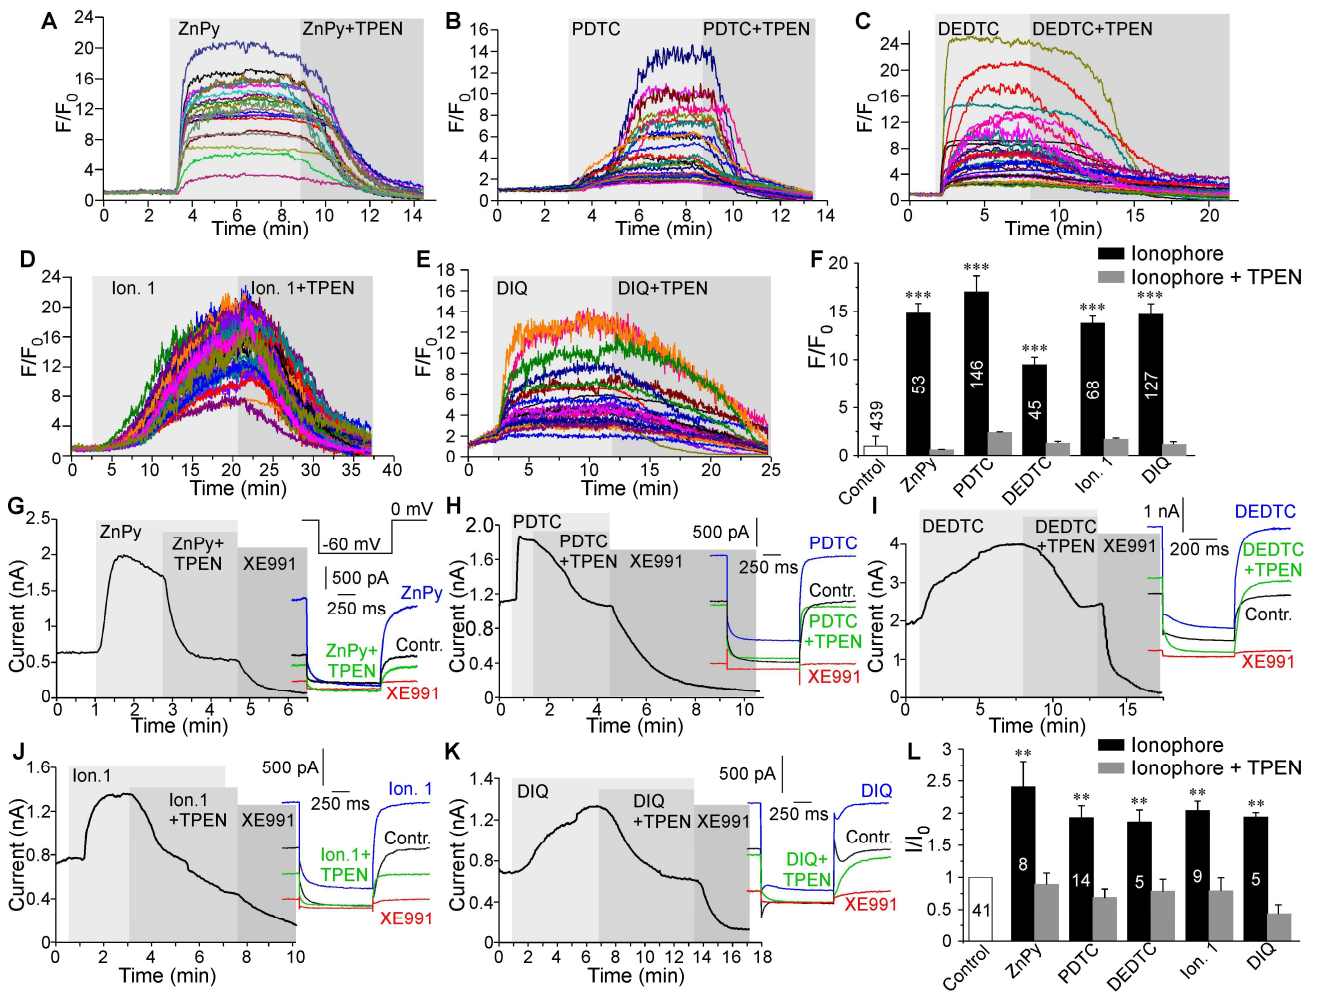 A
ZnPy
ZnPy+TPEN
F/F0
24
20
16
12
8
4
0
0 2 4 6 8 10 12 14
Time (min)
B
PDTC
PDTC+TPEN
F/F0
16
14
12
10
8
6
4
2
0
0 2 4 6 8 10 12 14
Time (min)
C
DEDTC
DEDTC+TPEN
F/F0
24
20
16
12
8
4
0
0 5 10 15 20
Time (min)
D
Ion. 1
Ion. 1+TPEN
F/F0
24
20
16
12
8
4
0
0 5 10 15 20 25 30 35 40
Time (min)
E
DIQ
DIQ+TPEN
F/F0
18
16
14
12
10
8
6
4
2
0
0 5 10 15 20 25
Time (min)
F
Ionophore
Ionophore + TPEN
F/F0
20
15
10
5
0
*** *** *** *** ***
439 53 146 45 68 127
Control ZnPy PDTC DEDTC Ion. 1 DIQ
G
ZnPy
ZnPy+
TPEN
XE991
Current (nA)
2.5
2.0
1.5
1.0
0.5
0
0 1 2 3 4 5 6
Time (min)
0 mV
-60 mV
500 pA
250 ms
ZnPy
Contr.
ZnPy+
TPEN
XE991
H
PDTC
PDTC
+TPEN
XE991
Current (nA)
2.0
1.6
1.2
0.8
0.4
0
0 2 4 6 8 10
Time (min)
500 pA
250 ms
PDTC
Contr.
PDTC
+TPEN
XE991
I
DEDTC
DEDTC
+TPEN
XE991
Current (nA)
4
3
2
1
0
0 5 10 15
Time (min)
1 nA
200 ms
DEDTC
DEDTC
+TPEN
Contr.
XE991
J
Ion.1
Ion.1
+TPEN
XE991
Current (nA)
1.6
1.2
0.8
0.4
0
0 2 4 6 8 10
Time (min)
500 pA
250 ms
Ion. 1
Contr.
Ion.1+
TPEN
XE991
K
DIQ
DIQ
+TPEN
XE991
Current (nA)
1.4
1.2
0.8
0.4
0
0 2 4 6 8 10 12 14 16 18
Time (min)
500 pA
250 ms
DIQ
Contr.
DIQ+
TPEN
XE991
L
Ionophore
Ionophore + TPEN
I/I0
3
2.5
2
1.5
1
0.5
0
** ** ** ** **
41 8 14 5 9 5
Control ZnPy PDTC DEDTC Ion. 1 DIQ